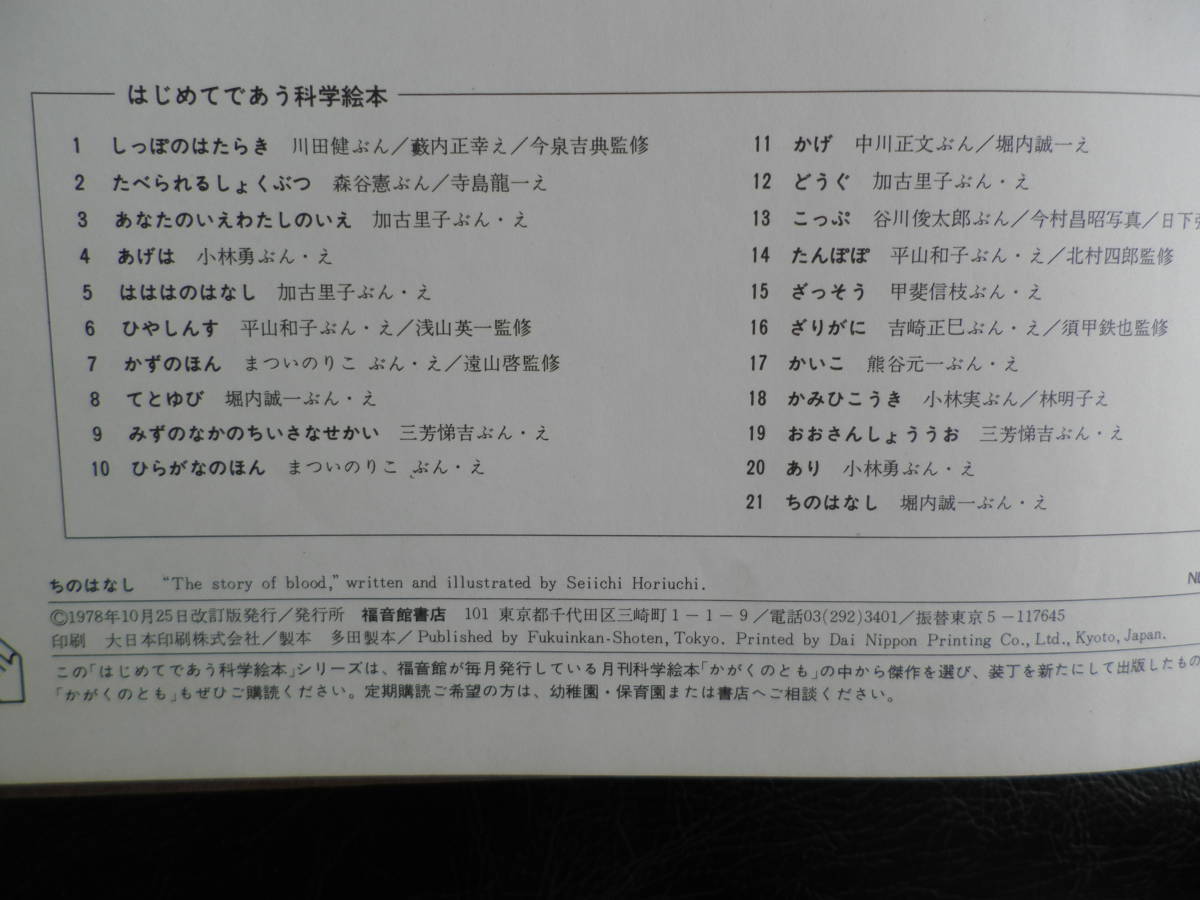 はじめてであう科学絵本
1 しっぽのはたらき 川田健ぶん／藪内正幸え／今泉吉典監修
2 たべられるしょくぶつ 森谷憲ぶん／寺島龍一え
3 あなたのいえわたしのいえ 加古里子ぶん・え
4 あげは 小林勇ぶん・え
5 はははのはなし 加古里子ぶん・え
6 ひやしんす 平山和子ぶん・え／浅山英一監修
7 かずのほん まついのりこ ぶん・え／遠山啓監修
8 てとゆび 堀内誠一ぶん・え
9 みずのなかのちいさなせかい 三芳悌吉ぶん・え
10 ひらがなのほん まついのりこ ぶん・え
11 かげ 中川正文ぶん／堀内誠一え
12 どうぐ 加古里子ぶん・え
13 こっぷ 谷川俊太郎ぶん／今村昌昭写真／日下
14 たんぽぽ 平山和子ぶん・え／北村四郎監修
15 ざっそう 甲斐信枝ぶん・え
16 ざりがに 吉崎正巳ぶん・え／須甲鉄也監修
17 かいこ 熊谷元一ぶん・え
18 かみひこうき 小林実ぶん／林明子え
19 おおさんしょううお 三芳悌吉ぶん・え
20 あり 小林勇ぶん・え
21 ちのはなし 堀内誠一ぶん・え
ちのはなし "The story of blood," written and illustrated by Seiichi Horiuchi.
©1978年10月25日改訂版発行／発行所 福音館書店 101 東京都千代田区三崎町1－1－9／電話03(292)3401／振替東京5－117645
印刷 大日本印刷株式会社／製本 多田製本／Published by Fukuinkan-Shoten, Tokyo. Printed by Dai Nippon Printing Co., Ltd., Kyoto, Japan.
この「はじめてであう科学絵本」シリーズは、福音館が毎月発行している月刊科学絵本「かがくのとも」の中から傑作を選び、装丁を新たにして出版したもの
「かがくのとも」もぜひご購読ください。定期購読ご希望の方は、幼稚園・保育園または書店へご相談ください。